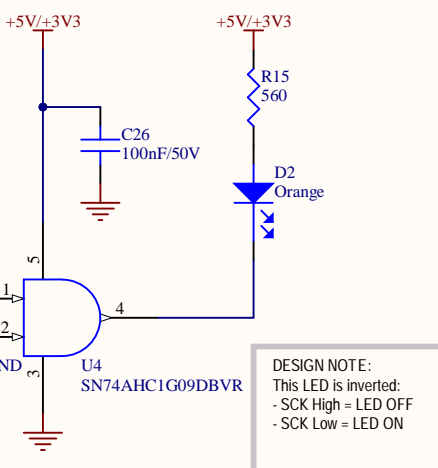 +5V/+3V3
+5V/+3V3
R15
560
C26
100nF/50V
D2
Orange
5
1
4
2
ND
3
U4
SN74AHC1G09DBVR
DESIGN NOTE:
This LED is inverted:
- SCK High = LED OFF
- SCK Low = LED ON